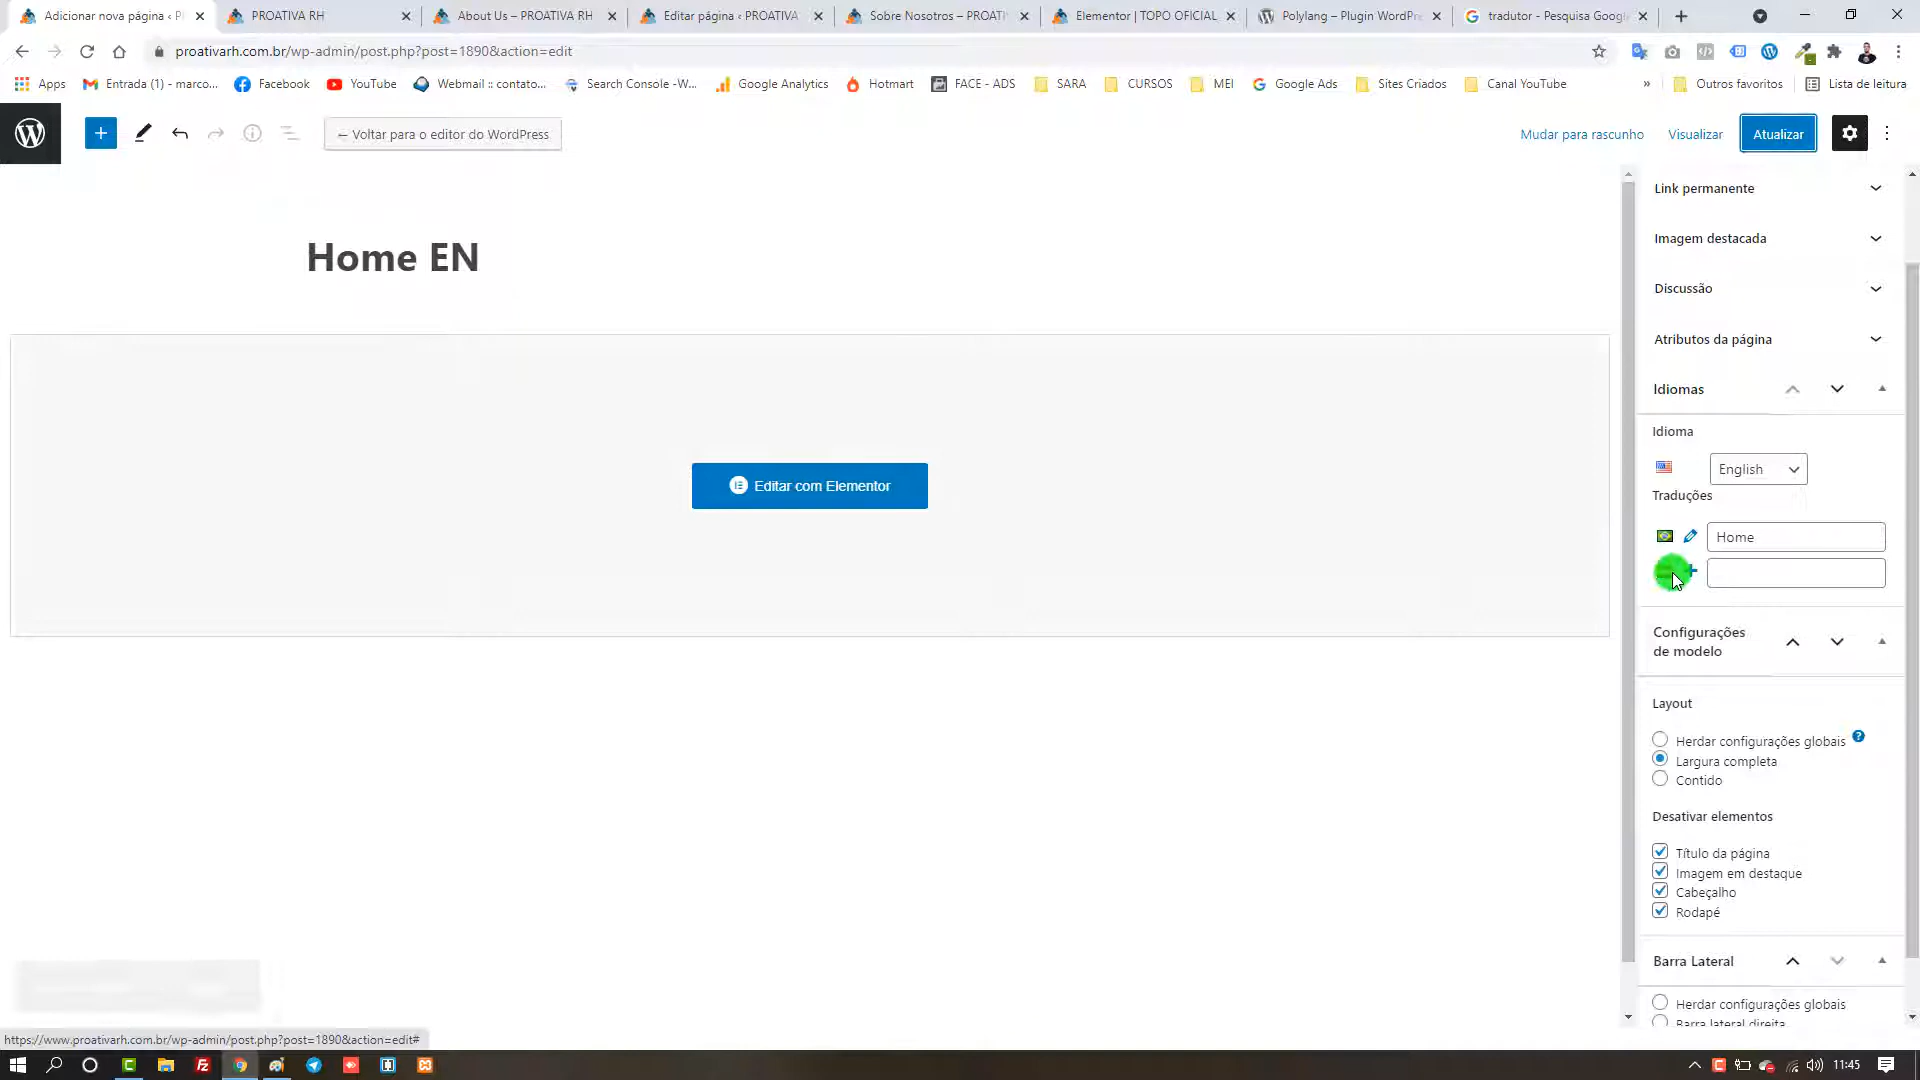 Adicionar nova página ‹ P
PROATIVA RH
About Us – PROATIVA RH
Editar página ‹ PROATIVA
Sobre Nosotros – PROATI
Elementor | TOPO OFICIAL
Polylang – Plugin WordPre
tradutor - Pesquisa Google
proativarh.com.br/wp-admin/post.php?post=1890&action=edit
Apps
Entrada (1) - marco...
Facebook
YouTube
Webmail :: contato...
Search Console -W...
Google Analytics
Hotmart
FACE - ADS
SARA
CURSOS
MEI
Google Ads
Sites Criados
Canal YouTube
»
Outros favoritos
Lista de leitura
← Voltar para o editor do WordPress
Mudar para rascunho
Visualizar
Atualizar
Home EN
Editar com Elementor
Link permanente
Imagem destacada
Discussão
Atributos da página
Idiomas
Idioma
English
Traduções
Home
Configurações
de modelo
Layout
Herdar configurações globais
Largura completa
Contido
Desativar elementos
Título da página
Imagem em destaque
Cabeçalho
Rodapé
Barra Lateral
Herdar configurações globais
Barra lateral direita
https://www.proativarh.com.br/wp-admin/post.php?post=1890&action=edit#
11:45